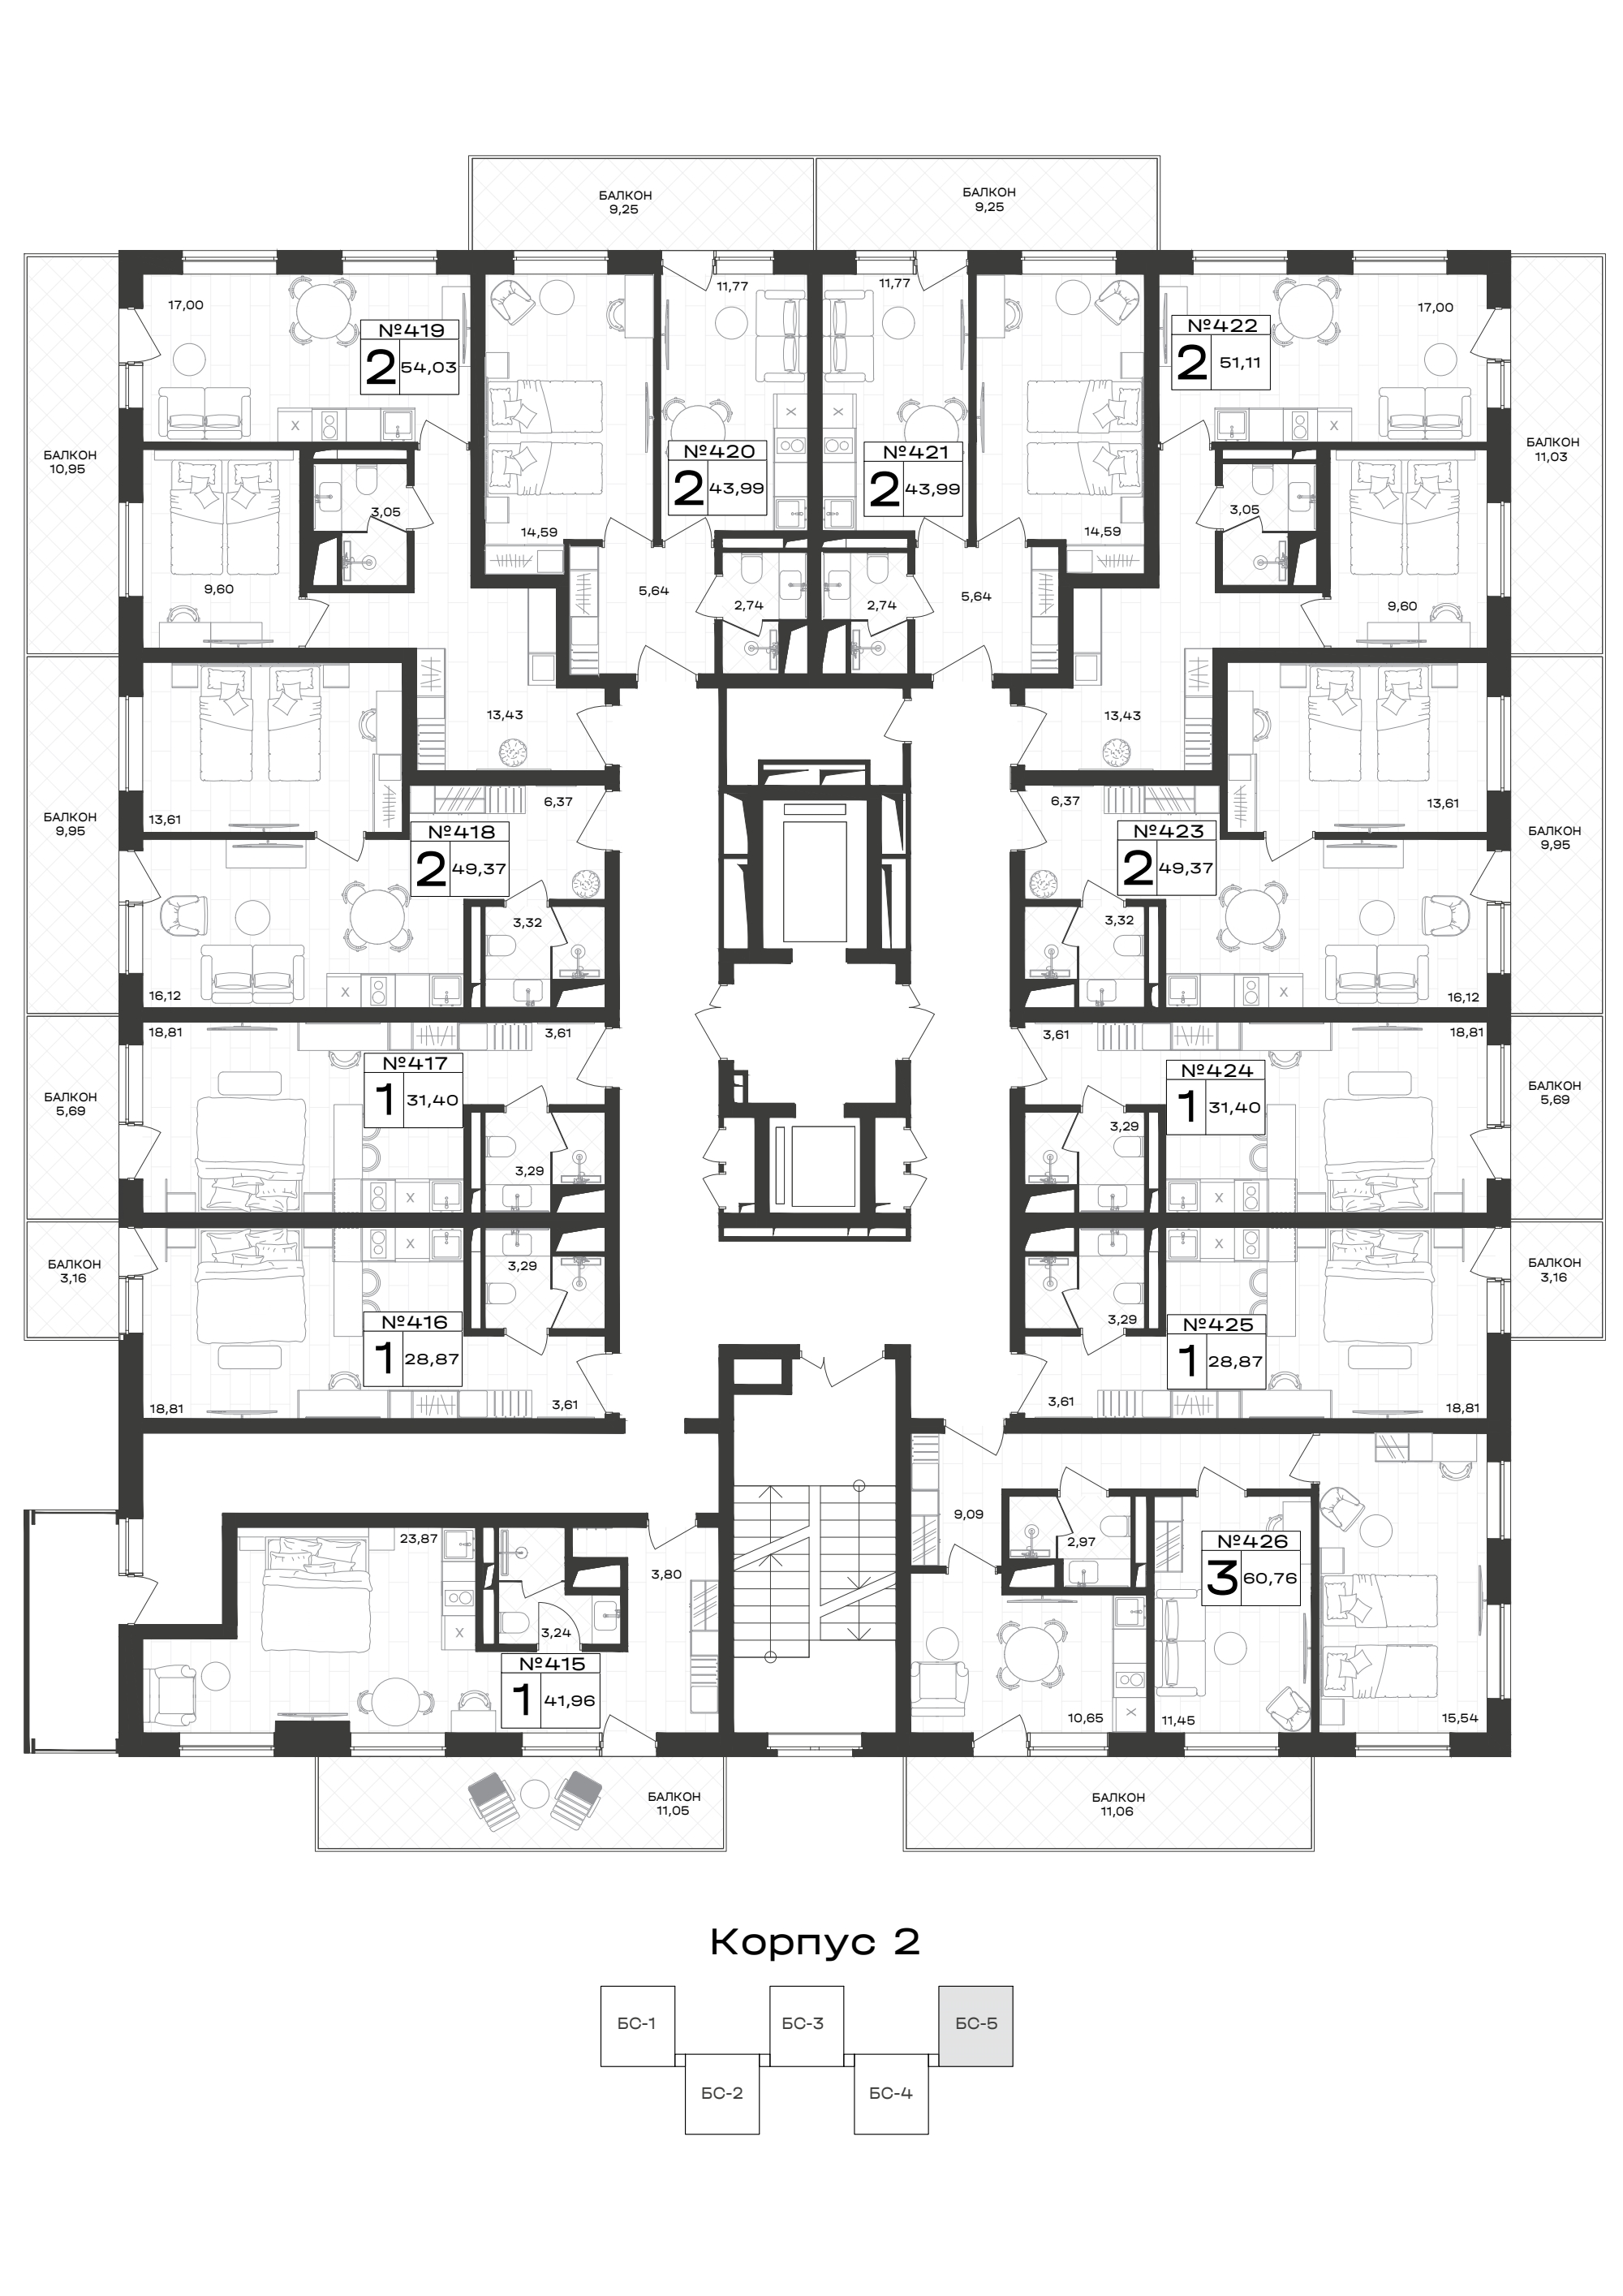 БАЛКОН
9,25
БАЛКОН
9,25
17,00
№419
2 54,03
11,77
11,77
17,00
№422
2 51,11
БАЛКОН
10,95
№420
2 43,99
№421
2 43,99
БАЛКОН
11,03
3,05
14,59
14,59
3,05
9,60
5,64
2,74
2,74
5,64
9,60
13,43
13,43
БАЛКОН
9,95
13,61
6,37
6,37
13,61
БАЛКОН
9,95
№418
2 49,37
№423
2 49,37
3,32
3,32
X
X
X
X
X
X
16,12
16,12
18,81
3,61
3,61
18,81
БАЛКОН
5,69
№417
1 31,40
№424
1 31,40
БАЛКОН
5,69
3,29
3,29
X
X
X
X
БАЛКОН
3,16
3,29
БАЛКОН
3,16
№416
1 28,87
3,29
№425
1 28,87
18,81
3,61
3,61
18,81
23,87
9,09
2,97
№426
3 60,76
3,80
X
3,24
№415
1 41,96
10,65
X
11,45
15,54
БАЛКОН
11,05
БАЛКОН
11,06
Корпус 2
БС-1
БС-3
БС-5
БС-2
БС-4